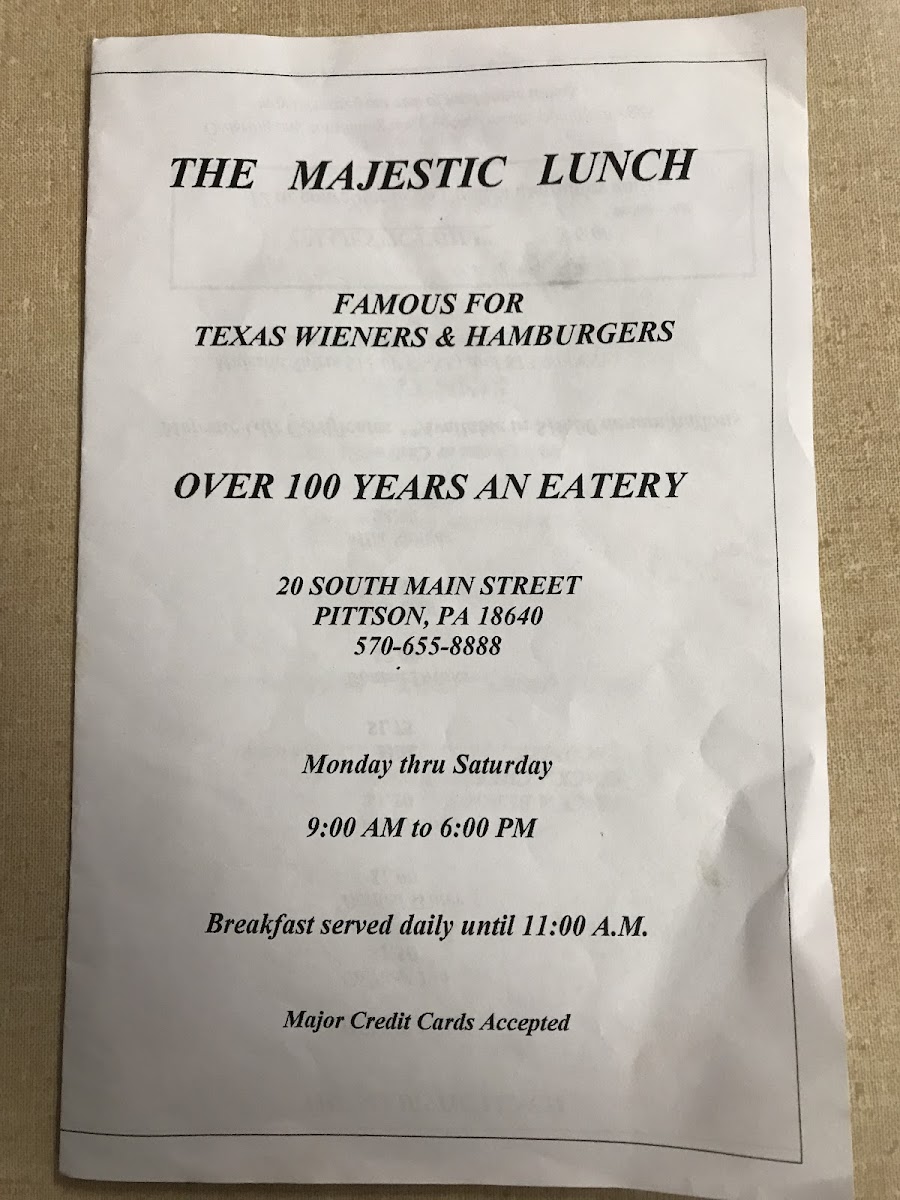 THE MAJESTIC LUNCH
FAMOUS FOR
TEXAS WIENERS & HAMBURGERS
OVER 100 YEARS AN EATERY
20 SOUTH MAIN STREET
PITTSON, PA 18640
570-655-8888
Monday thru Saturday
9:00 AM to 6:00 PM
Breakfast served daily until 11:00 A.M.
Major Credit Cards Accepted